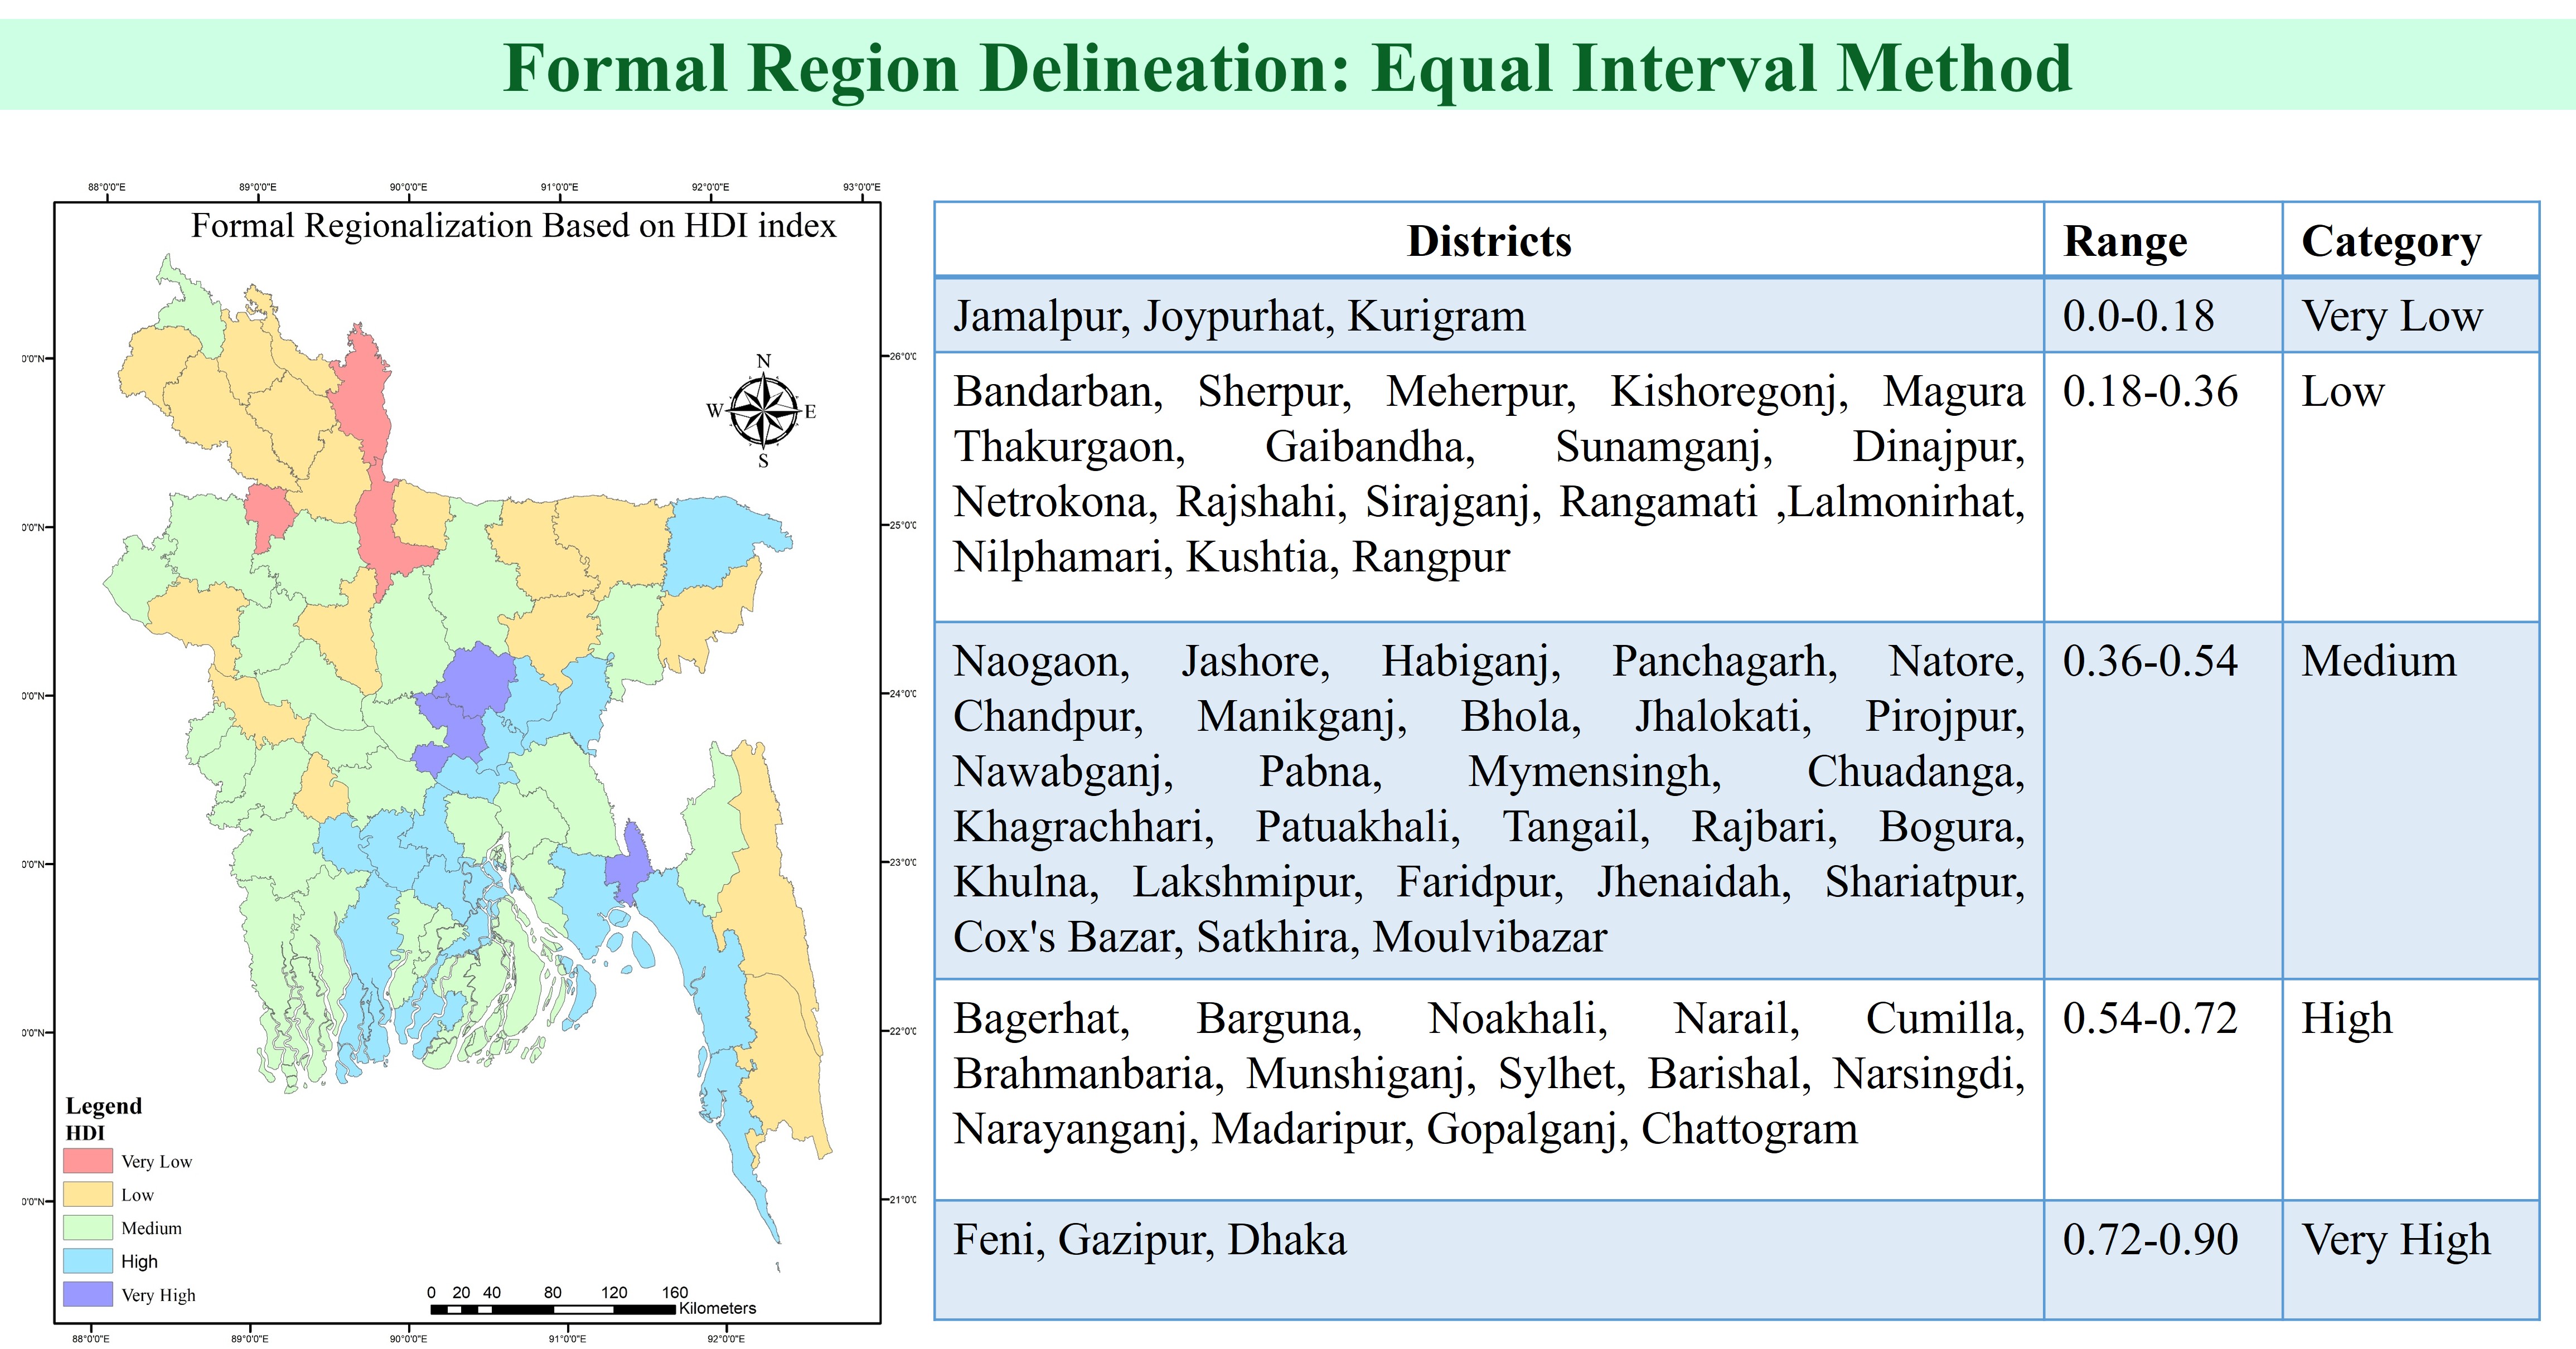 Formal Region Delineation: Equal Interval Method
88°0'0"E 89°0'0"E 90°0'0"E 91°0'0"E 92°0'0"E 93°0'0"E
Formal Regionalization Based on HDI index
N
W E
S
0'0"N 26°0'0
0'0"N 25°0'0
0'0"N 24°0'0
0'0"N 23°0'0
0'0"N 22°0'0
0'0"N 21°0'0
Legend
HDI
Very Low
Low
Medium
High
Very High
0 20 40 80 120 160
Kilometers
88°0'0"E 89°0'0"E 90°0'0"E 91°0'0"E 92°0'0"E
Districts Range Category
Jamalpur, Joypurhat, Kurigram 0.0-0.18 Very Low
Bandarban, Sherpur, Meherpur, Kishoregonj, Magura 0.18-0.36 Low
Thakurgaon, Gaibandha, Sunamganj, Dinajpur,
Netrokona, Rajshahi, Sirajganj, Rangamati ,Lalmonirhat,
Nilphamari, Kushtia, Rangpur
Naogaon, Jashore, Habiganj, Panchagarh, Natore, 0.36-0.54 Medium
Chandpur, Manikganj, Bhola, Jhalokati, Pirojpur,
Nawabganj, Pabna, Mymensingh, Chuadanga,
Khagrachhari, Patuakhali, Tangail, Rajbari, Bogura,
Khulna, Lakshmipur, Faridpur, Jhenaidah, Shariatpur,
Cox's Bazar, Satkhira, Moulvibazar
Bagerhat, Barguna, Noakhali, Narail, Cumilla, 0.54-0.72 High
Brahmanbaria, Munshiganj, Sylhet, Barishal, Narsingdi,
Narayanganj, Madaripur, Gopalganj, Chattogram
Feni, Gazipur, Dhaka 0.72-0.90 Very High